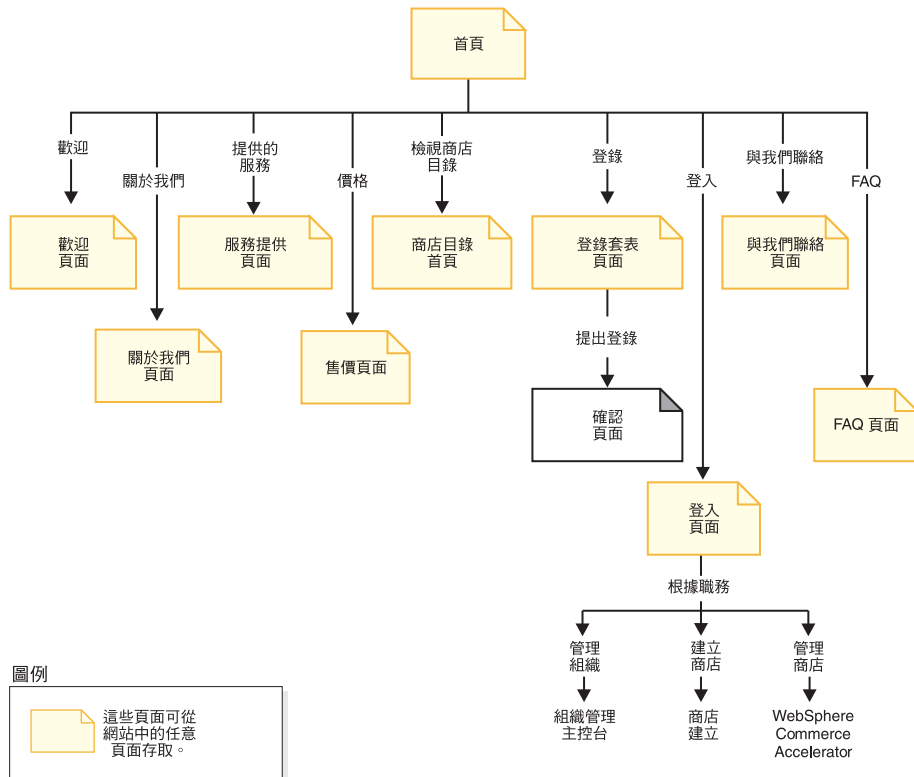 首頁
歡迎
關於我們
提供的
服務
價格
檢視商店
目錄
登錄
登入
與我們聯絡
FAQ
歡迎
頁面
服務提供
頁面
商店目錄
首頁
登錄套表
頁面
與我們聯絡
頁面
關於我們
頁面
售價頁面
提出登錄
確認
頁面
FAQ 頁面
登入
頁面
根據職務
管理
組織
建立
商店
管理
商店
組織管理
主控台
商店
建立
WebSphere
Commerce
Accelerator
圖例
這些頁面可從
網站中的任意
頁面存取。